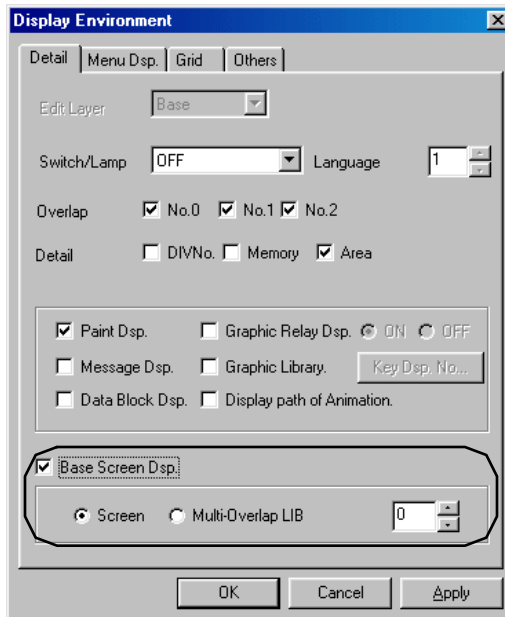 Display Environment
Detail Menu Dsp. Grid Others
Edit Layer Base
Switch/Lamp OFF Language 1
Overlap No.0 No.1 No.2
Detail DIVNo. Memory Area
Paint Dsp. Graphic Relay Dsp. ON OFF
Message Dsp. Graphic Library. Key Dsp. No...
Data Block Dsp. Display path of Animation.
Base Screen Dsp.
Screen Multi-Overlap LIB 0
OK Cancel Apply